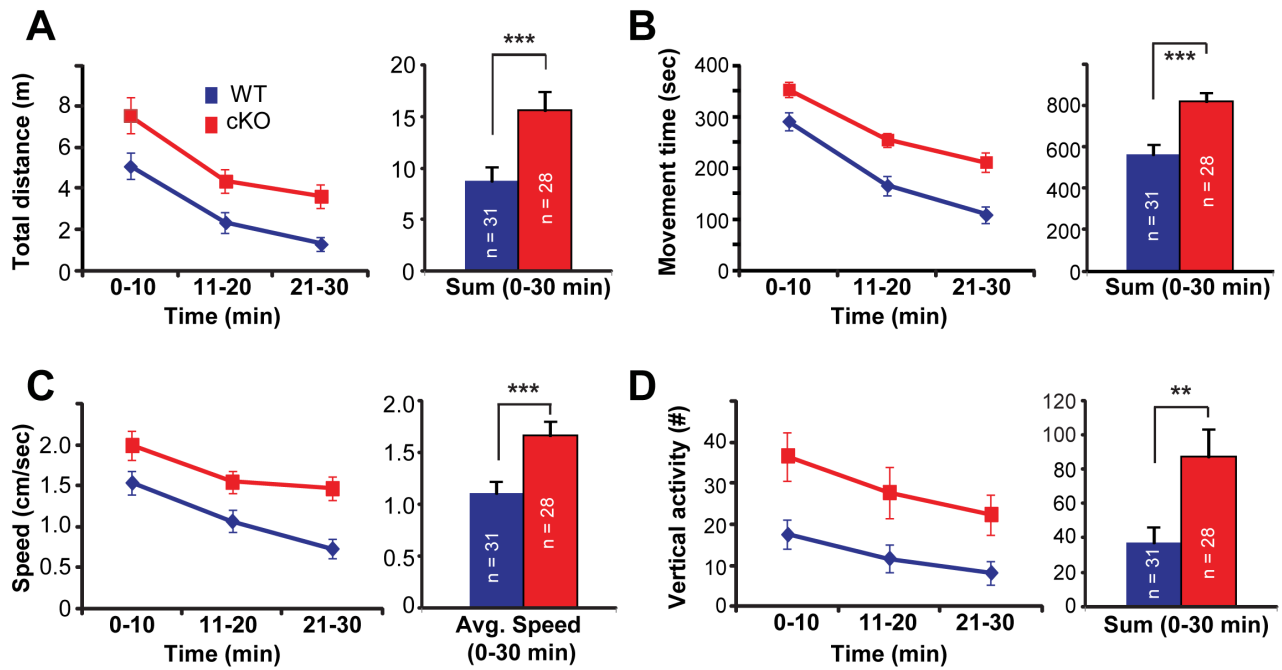 A
Total distance (m)
8
6
4
2
0
WT
cKO
0-10 11-20 21-30
Time (min)
20
15
10
5
0
***
n = 31
n = 28
Sum (0-30 min)
B
Movement time (sec)
400
300
200
100
0
0-10 11-20 21-30
Time (min)
800
600
400
200
0
***
n = 31
n = 28
Sum (0-30 min)
C
Speed (cm/sec)
2.0
1.5
1.0
0.5
0
0-10 11-20 21-30
Time (min)
2.0
1.5
1.0
0.5
0
***
n = 31
n = 28
Avg. Speed
(0-30 min)
D
Vertical activity (#)
40
30
20
10
0
0-10 11-20 21-30
Time (min)
120
100
80
60
40
20
0
**
n = 31
n = 28
Sum (0-30 min)